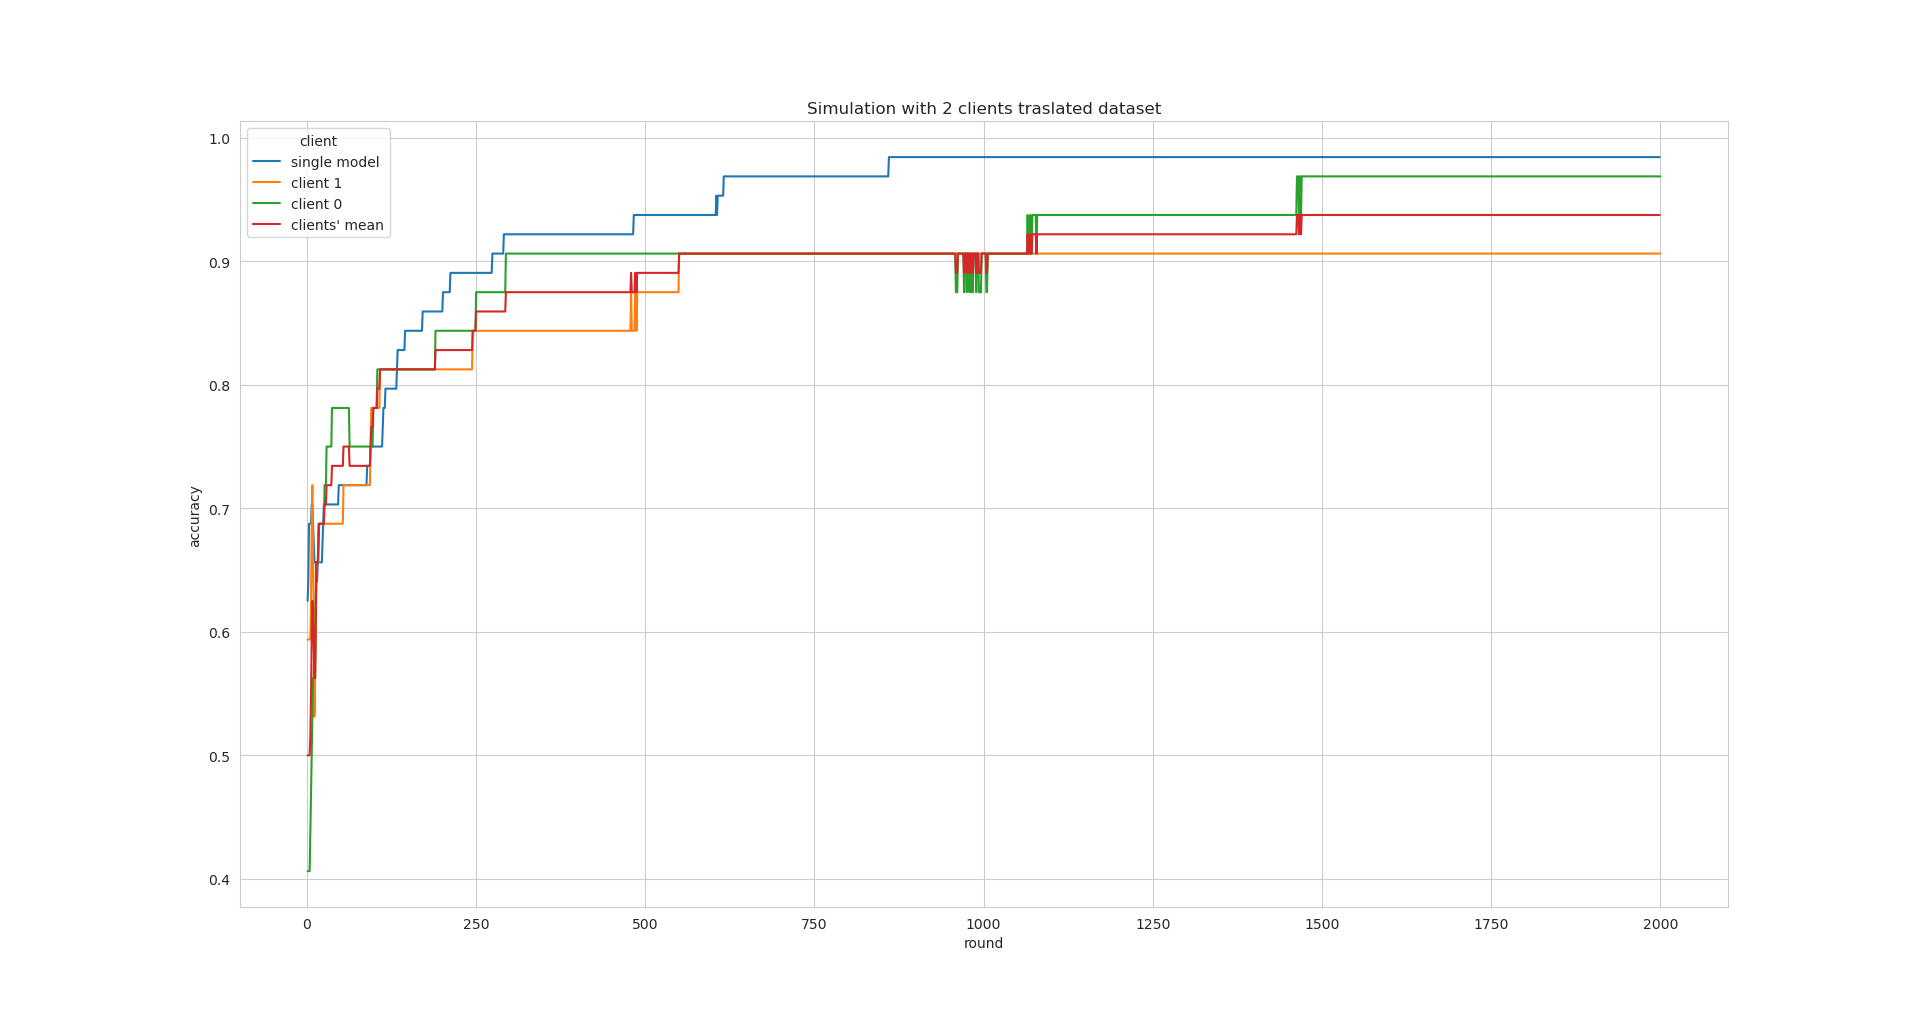 Simulation with 2 clients traslated dataset
client
single model
client 1
client 0
clients' mean
1.0
0.9
0.8
0.7
0.6
0.5
0.4
accuracy
0 250 500 750 1000 1250 1500 1750 2000
round